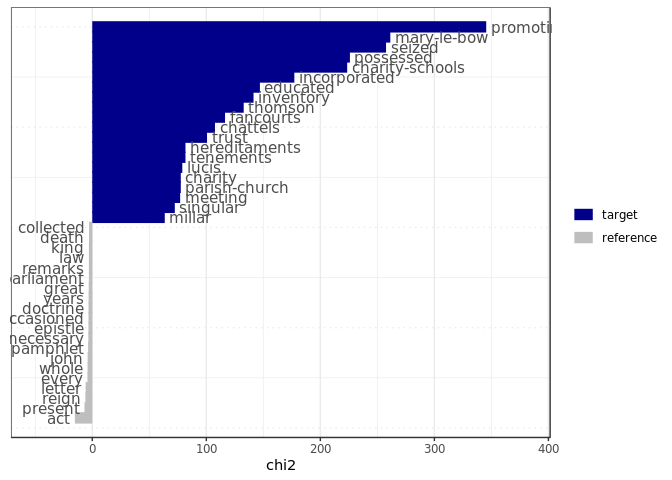 promoti
mary-le-bow
seized
possessed
charity-schools
incorporated
educated
inventory
thomson
fancourts
chattels
trust
hereditaments
tenements
lucis
charity
parish-church
meeting
singular
millar
collected
death
king
law
remarks
arliament
great
years
doctrine
ccasioned
epistle
necessary
pamphlet
john
whole
every
letter
reign
present
act
0 100 200 300 400
chi2
target
reference